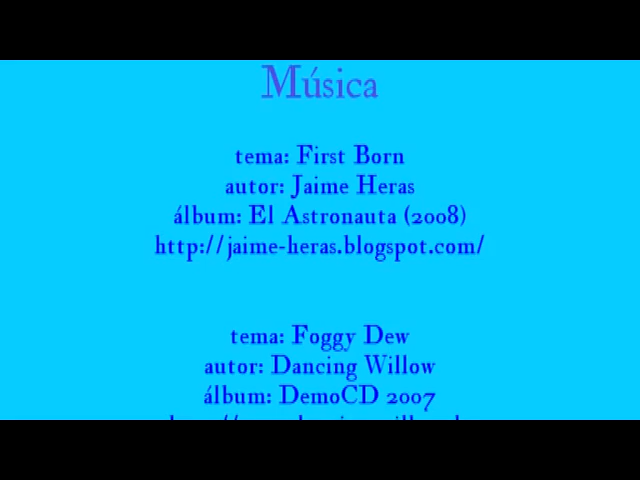 Música
tema: First Born
autor: Jaime Heras
álbum: El Astronauta (2008)
http://jaime-heras.blogspot.com/
tema: Foggy Dew
autor: Dancing Willow
álbum: DemoCD 2007